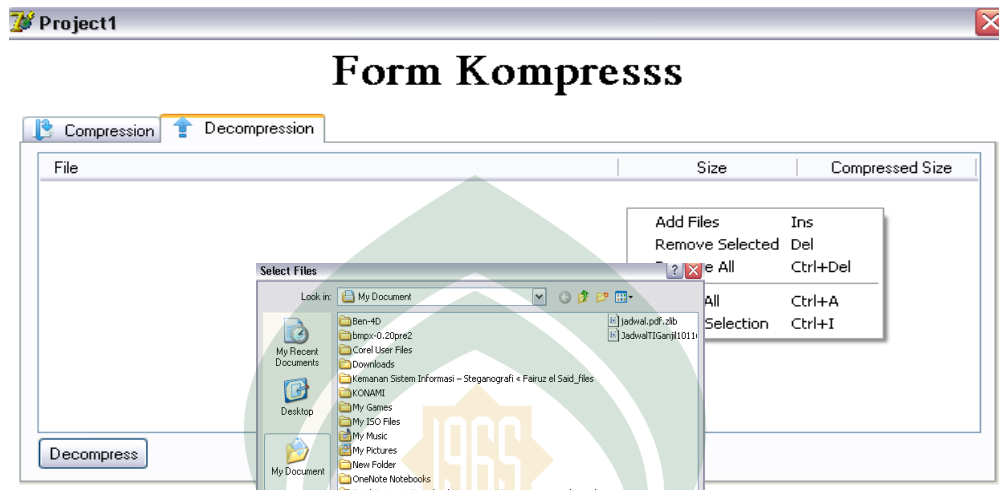 Project1
Form Kompresss
Compression Decompression
File Size Compressed Size
Add Files Ins
Remove Selected Del
e All Ctrl+Del
All Ctrl+A
Selection Ctrl+I
Select Files
Look in: My Document
My Recent Documents
Desktop
My Document
Ben-4D
bmpx-0.20pre2
Corel User Files
Downloads
Kemanan Sistem Informasi – Steganografi « Fairuz el Said_files
KONAMI
My Games
My ISO Files
My Music
My Pictures
New Folder
OneNote Notebooks
jadwal.pdf.zlib
JadwalTIGanjil1011
1965
Decompress